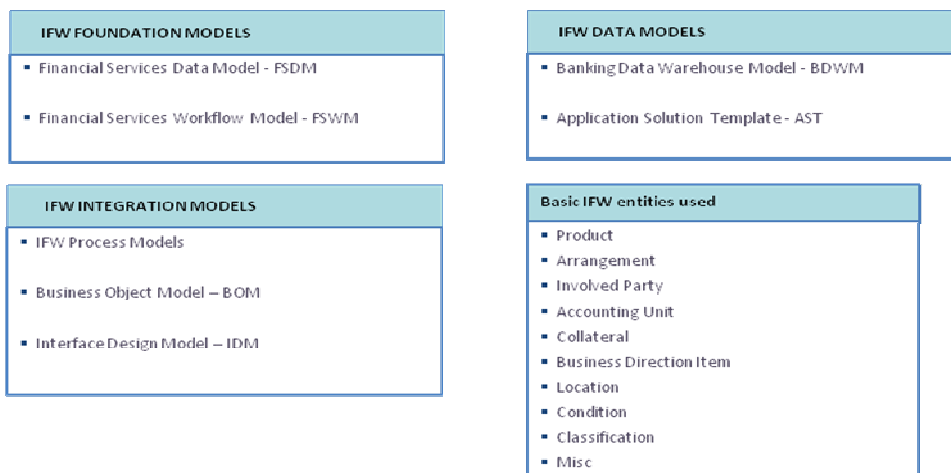 IFW FOUNDATION MODELS
▪ Financial Services Data Model - FSDM
▪ Financial Services Workflow Model - FSWM
IFW DATA MODELS
▪ Banking Data Warehouse Model - BDWM
▪ Application Solution Template - AST
IFW INTEGRATION MODELS
▪ IFW Process Models
▪ Business Object Model – BOM
▪ Interface Design Model – IDM
Basic IFW entities used
▪ Product
▪ Arrangement
▪ Involved Party
▪ Accounting Unit
▪ Collateral
▪ Business Direction Item
▪ Location
▪ Condition
▪ Classification
▪ Misc